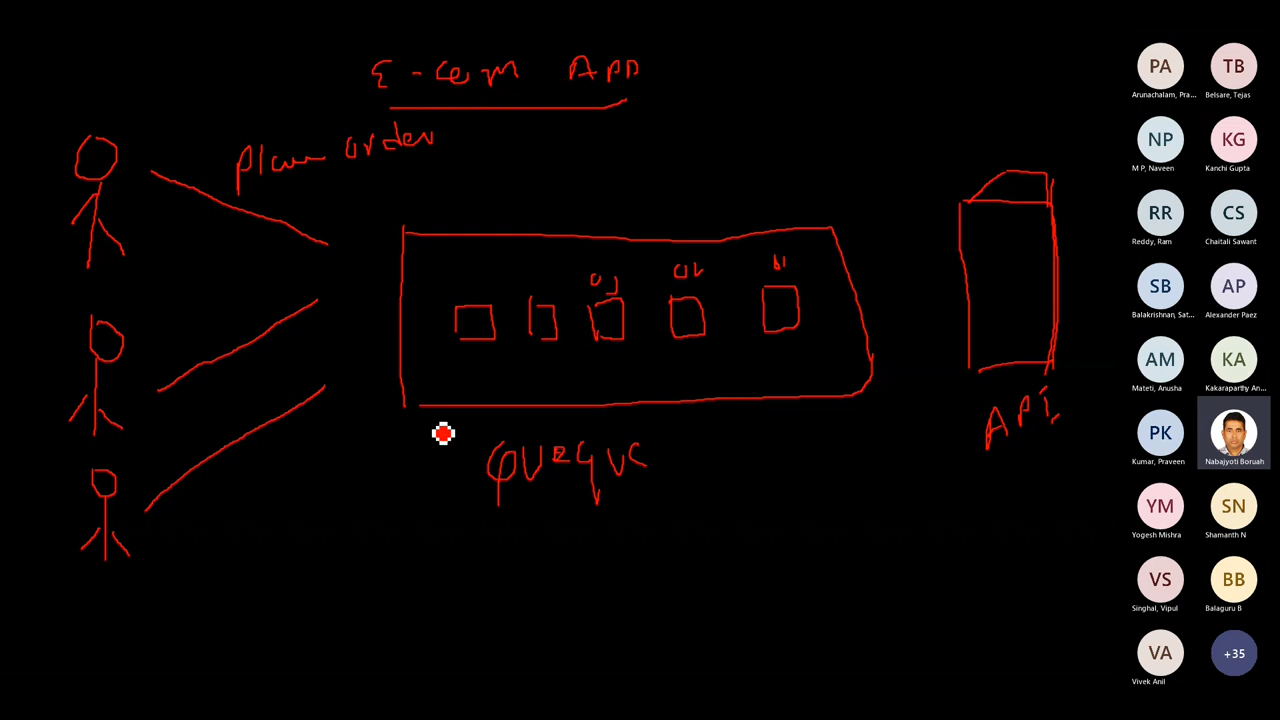 E-com App
Place order
Queque
API
PA
TB
Arunachalam, Pra...
Belsare, Tejas
NP
KG
M P, Naveen
Kanchi Gupta
RR
CS
Reddy, Ram
Chaitali Sawant
SB
AP
Balakrishnan, Sat...
Alexander Paez
AM
KA
Mateti, Anusha
Kakaraparthy An...
PK
Kumar, Praveen
Nabajyoti Boruah
YM
SN
Yogesh Mishra
Shamanth N
VS
BB
Singhal, Vipul
Balaguru B
VA
+35
Vivek Anil